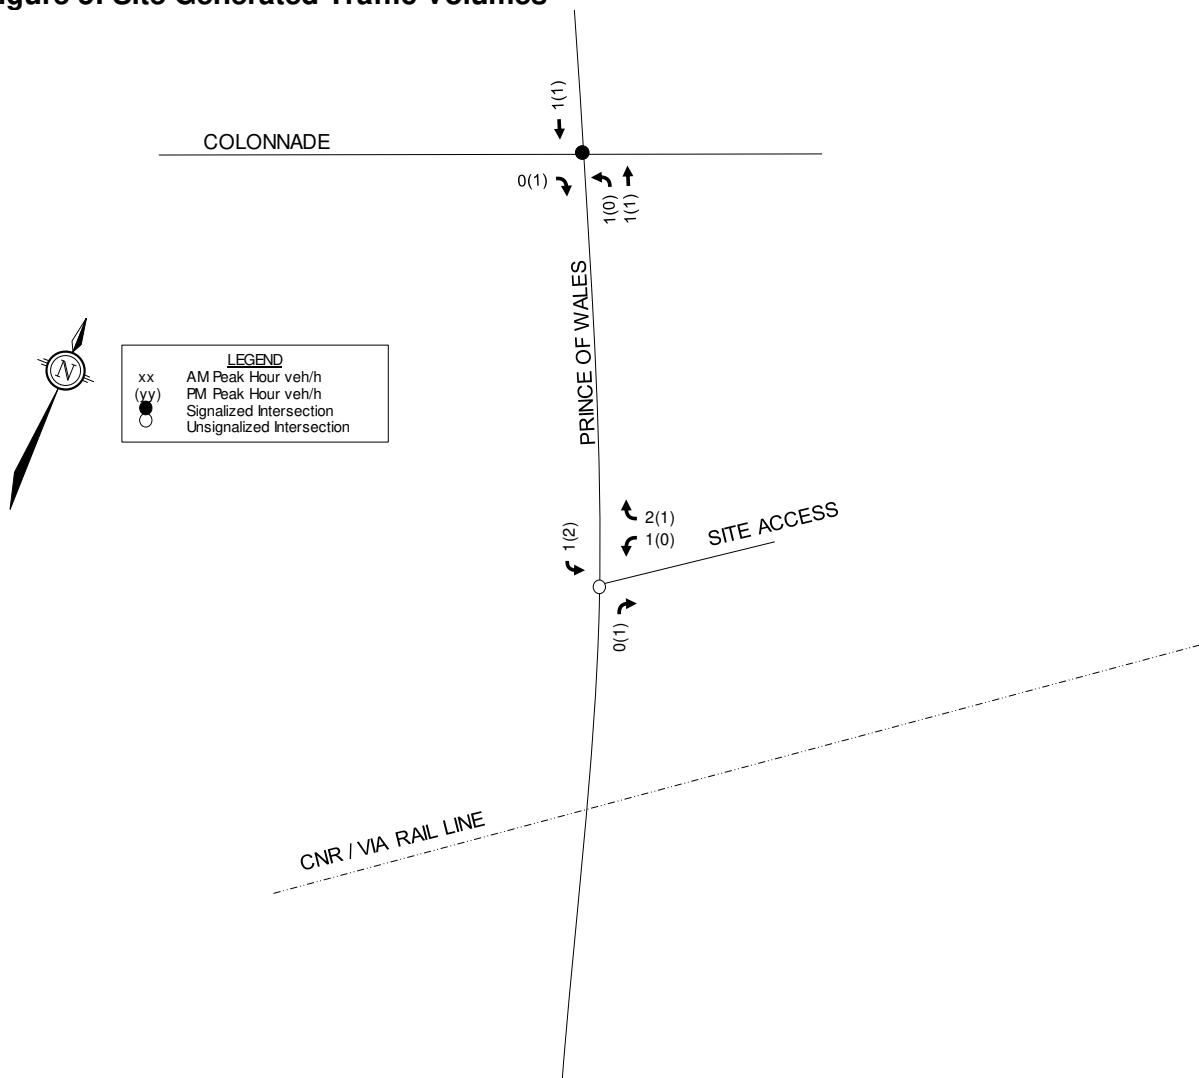 igure 5: Site Generated Traffic Volumes
1(1)
COLONNADE
0(1)
1(0)
1(1)
PRINCE OF WALES
N
LEGEND
xx AM Peak Hour veh/h
(yy) PM Peak Hour veh/h
Signalized Intersection
Unsignalized Intersection
2(1)
1(0)
1(2)
SITE ACCESS
0(1)
CNR / VIA RAIL LINE